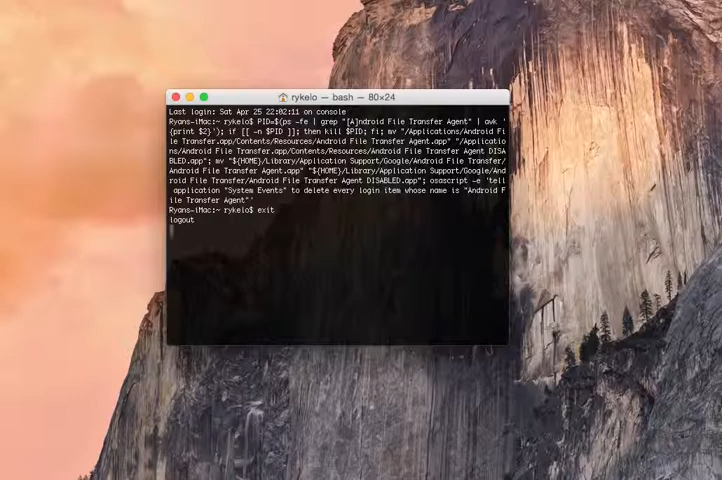 rykelo — bash — 80×24
Last login: Sat Apr 25 22:02:11 on console
Ryans-iMac:~ rykelo$ PID=$(ps -fe | grep "[A]ndroid File Transfer Agent" | awk '
{print $2}'); if [[ -n $PID ]]; then kill $PID; fi; mv "/Applications/Android Fi
le Transfer.app/Contents/Resources/Android File Transfer Agent.app" "/Applicatio
ns/Android File Transfer.app/Contents/Resources/Android File Transfer Agent DISA
BLED.app"; mv "${HOME}/Library/Application Support/Google/Android File Transfer/
Android File Transfer Agent.app" "${HOME}/Library/Application Support/Google/And
roid File Transfer/Android File Transfer Agent DISABLED.app"; osascript -e 'tell
 application "System Events" to delete every login item whose name is "Android F
ile Transfer Agent"'
Ryans-iMac:~ rykelo$ exit
logout